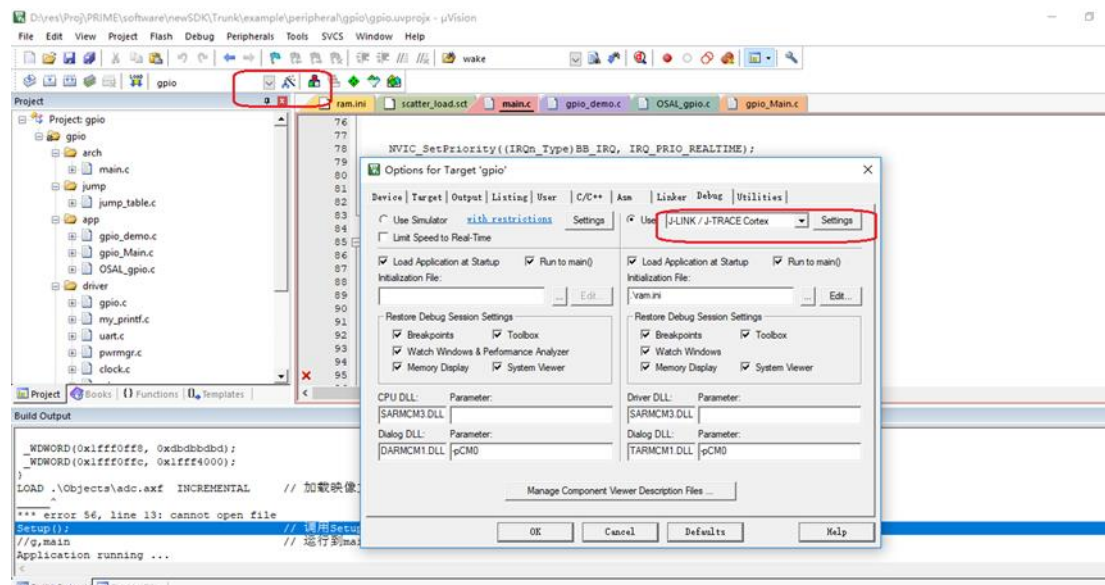 D:\res\Proj\PRIME\software\newSDK\Trunk\example\peripheral\gpio\gpio.uvprojx - µVision
File Edit View Project Flash Debug Peripherals Tools SVCS Window Help
wake
LOAD gpio
Project
ram.ini scatter_load.sct main.c gpio_demo.c OSAL_gpio.c gpio_Main.c
Project: gpio
gpio
arch
main.c
jump
jump_table.c
app
gpio_demo.c
gpio_Main.c
OSAL_gpio.c
driver
gpio.c
my_printf.c
uart.c
pwrmgr.c
clock.c
Project Books {} Functions Templates
76
77
78 NVIC_SetPriority((IRQn_Type)BB_IRQ, IRQ_PRIO_REALTIME);
79
80
81
82
83
84
85
86
87
88
89
90
91
92
93
94
95
Options for Target 'gpio'
Device Target Output Listing User C/C++ Asm Linker Debug Utilities
Use Simulator with restrictions Settings Use J-LINK / J-TRACE Cortex Settings
Limit Speed to Real-Time
Load Application at Startup Run to main() Load Application at Startup Run to main()
Initialization File: Initialization File:
... Edit... .\ram.ini ... Edit...
Restore Debug Session Settings Restore Debug Session Settings
Breakpoints Toolbox Breakpoints Toolbox
Watch Windows & Performance Analyzer Watch Windows
Memory Display System Viewer Memory Display System Viewer
CPU DLL: Parameter: Driver DLL: Parameter:
SARMCM3.DLL SARMCM3.DLL
Dialog DLL: Parameter: Dialog DLL: Parameter:
DARMCM1.DLL -pCM0 TARMCM1.DLL -pCM0
Manage Component Viewer Description Files ...
OK Cancel Defaults Help
Build Output
_WDWORD(0x1fff0ff8, 0xdbdbbdbd);
_WDWORD(0x1fff0ffc, 0x1fff4000);
}
LOAD .\Objects\adc.axf INCREMENTAL // 加载映像
^
*** error 56, line 13: cannot open file
Setup(); // 调用Setup
//g,main // 运行到mai
Application running ...